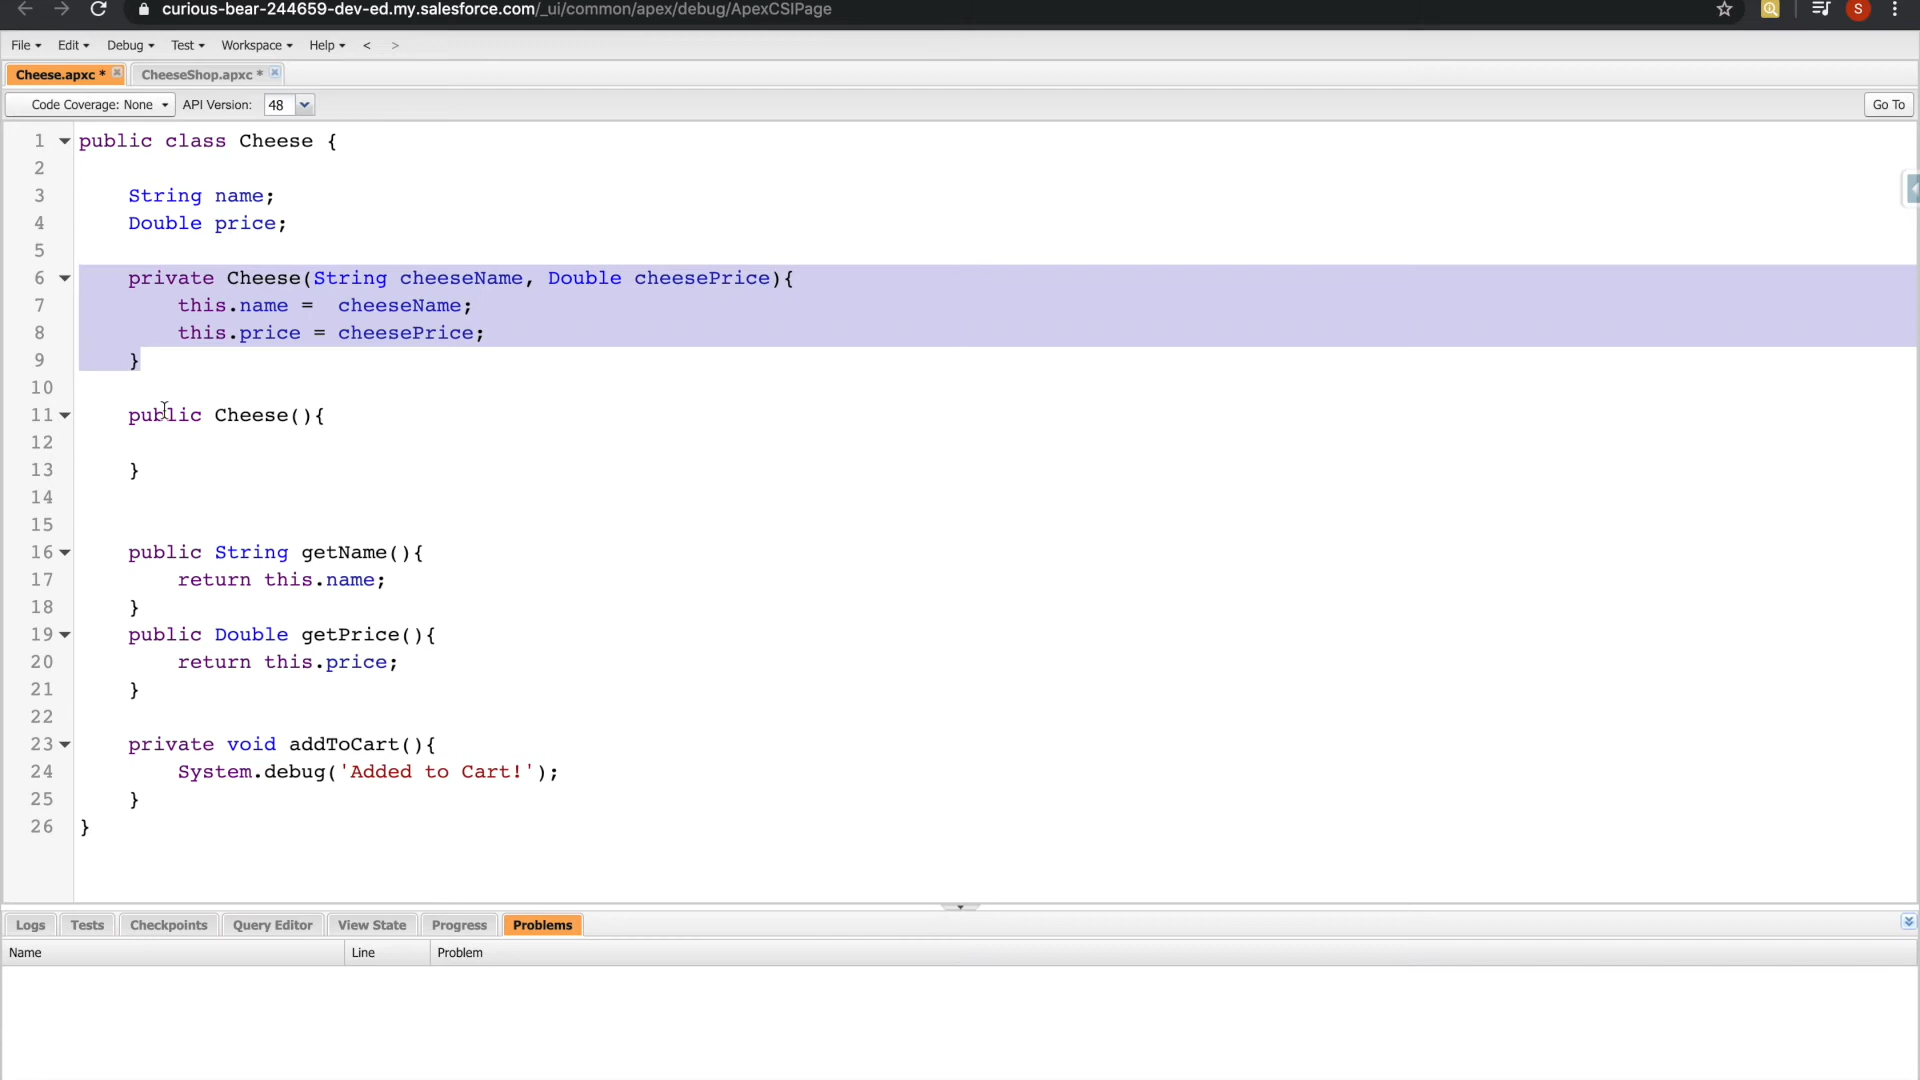 curious-bear-244659-dev-ed.my.salesforce.com/_ui/common/apex/debug/ApexCSIPage
S
File Edit Debug Test Workspace Help < >
Cheese.apxc * CheeseShop.apxc *
Code Coverage: None API Version: 48 Go To
1 public class Cheese {
2
3 String name;
4 Double price;
5
6 private Cheese(String cheeseName, Double cheesePrice){
7 this.name =  cheeseName;
8 this.price = cheesePrice;
9 }
10
11 public Cheese(){
12
13 }
14
15
16 public String getName(){
17 return this.name;
18 }
19 public Double getPrice(){
20 return this.price;
21 }
22
23 private void addToCart(){
24 System.debug('Added to Cart!');
25 }
26 }
Logs Tests Checkpoints Query Editor View State Progress Problems
Name Line Problem